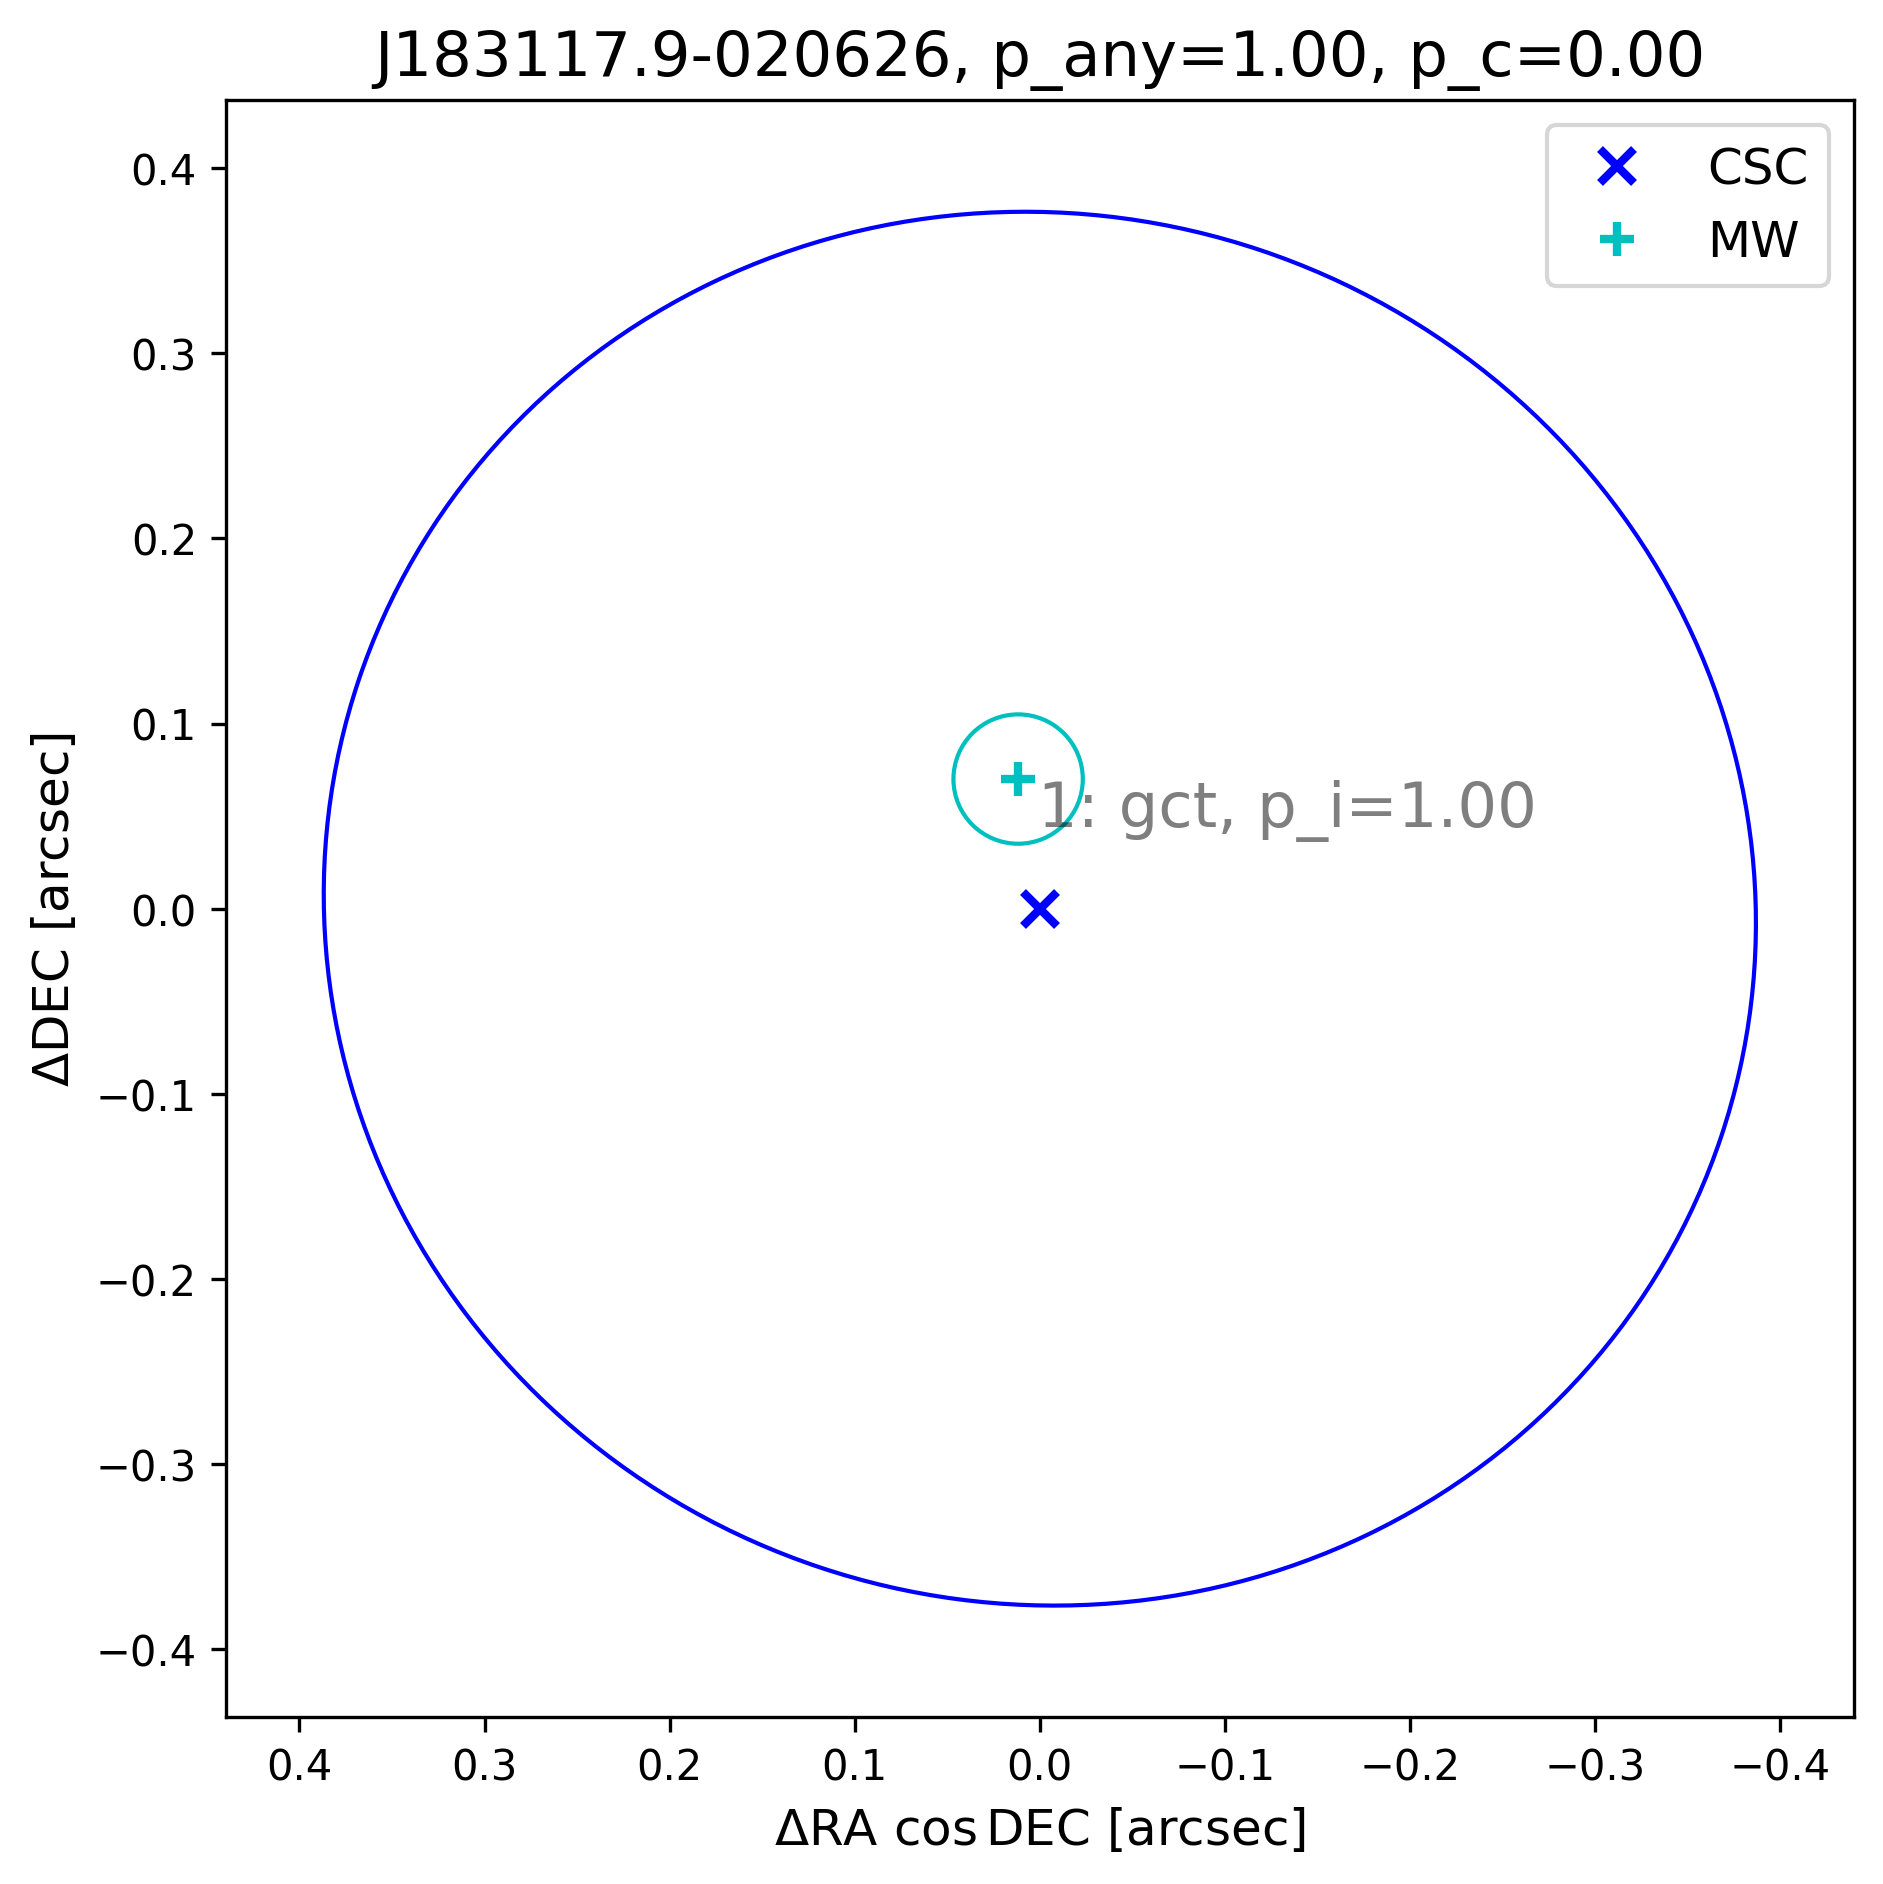 J183117.9-020626, p_any=1.00, p_c=0.00
CSC
MW
0.4
0.3
0.2
0.1
0.0
−0.1
−0.2
−0.3
−0.4
ΔDEC [arcsec]
1: gct, p_i=1.00
0.4 0.3 0.2 0.1 0.0 −0.1 −0.2 −0.3 −0.4
ΔRA cos DEC [arcsec]